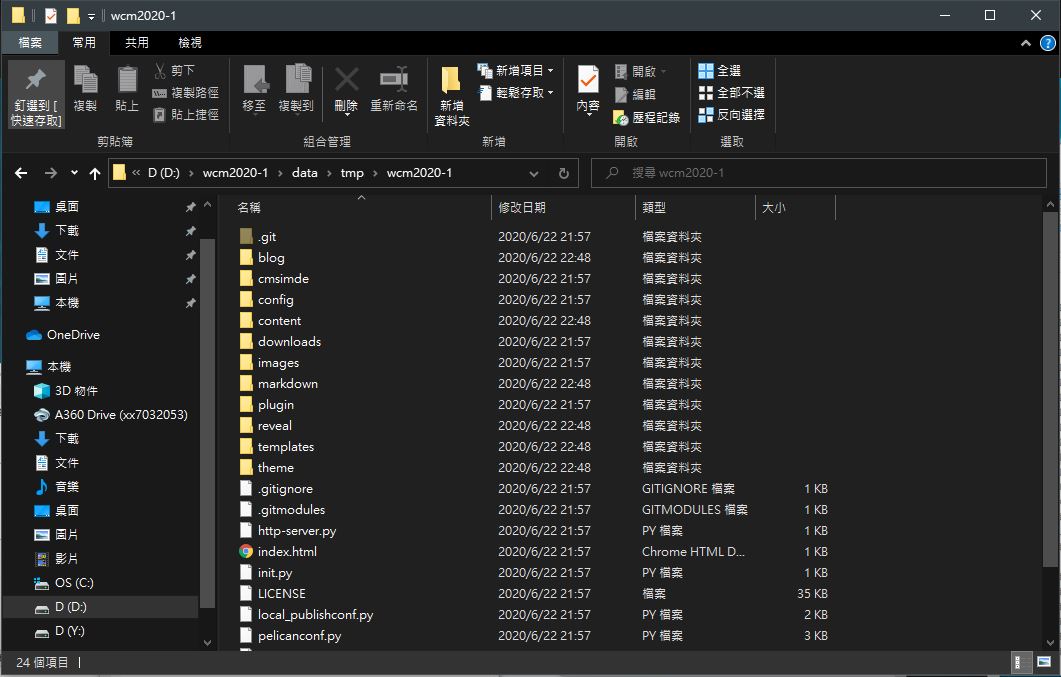 wcm2020-1
檔案 常用 共用 檢視
釘選到 [快速存取]
複製
貼上
剪下
複製路徑
貼上捷徑
剪貼簿
移至
複製到
刪除
重新命名
組合管理
新增資料夾
新增項目
輕鬆存取
新增
內容
開啟
編輯
歷程記錄
開啟
全選
全部不選
反向選擇
選取
« D (D:) › wcm2020-1 › data › tmp › wcm2020-1
搜尋 wcm2020-1
桌面
下載
文件
圖片
本機
OneDrive
本機
3D 物件
A360 Drive (xx7032053)
下載
文件
音樂
桌面
圖片
影片
OS (C:)
D (D:)
D (Y:)
名稱 修改日期 類型 大小
.git 2020/6/22 21:57 檔案資料夾
blog 2020/6/22 22:48 檔案資料夾
cmsimde 2020/6/22 21:57 檔案資料夾
config 2020/6/22 21:57 檔案資料夾
content 2020/6/22 22:48 檔案資料夾
downloads 2020/6/22 21:57 檔案資料夾
images 2020/6/22 21:57 檔案資料夾
markdown 2020/6/22 22:48 檔案資料夾
plugin 2020/6/22 21:57 檔案資料夾
reveal 2020/6/22 22:48 檔案資料夾
templates 2020/6/22 22:48 檔案資料夾
theme 2020/6/22 22:48 檔案資料夾
.gitignore 2020/6/22 21:57 GITIGNORE 檔案 1 KB
.gitmodules 2020/6/22 21:57 GITMODULES 檔案 1 KB
http-server.py 2020/6/22 21:57 PY 檔案 1 KB
index.html 2020/6/22 21:57 Chrome HTML D... 1 KB
init.py 2020/6/22 21:57 PY 檔案 1 KB
LICENSE 2020/6/22 21:57 檔案 35 KB
local_publishconf.py 2020/6/22 21:57 PY 檔案 2 KB
pelicanconf.py 2020/6/22 21:57 PY 檔案 3 KB
24 個項目